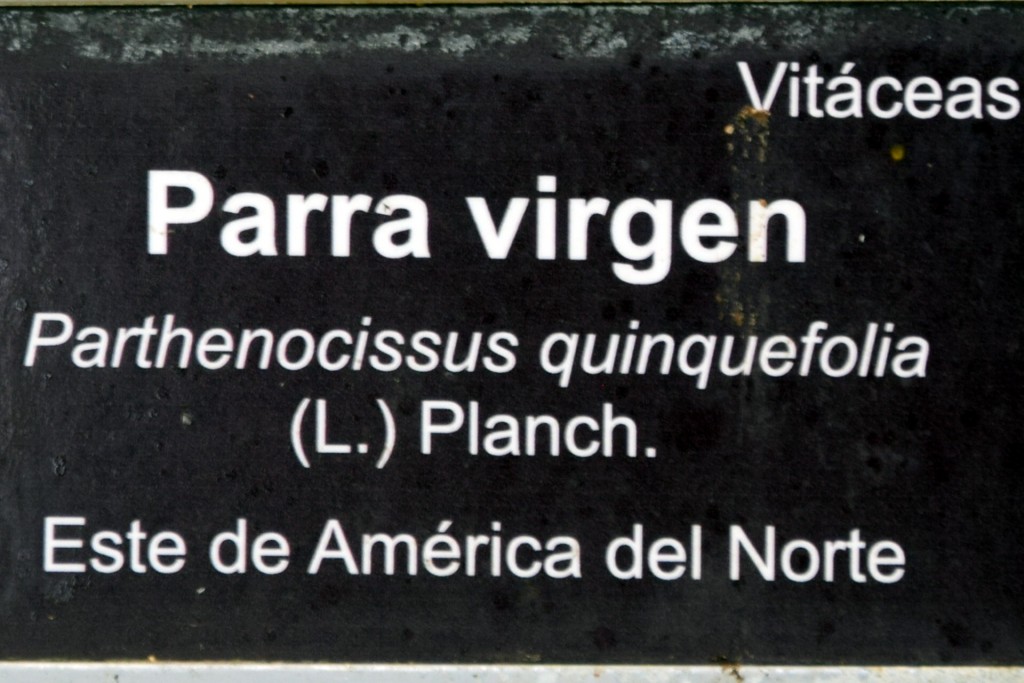 Vitáceas
Parra virgen
Parthenocissus quinquefolia
(L.) Planch.
Este de América del Norte